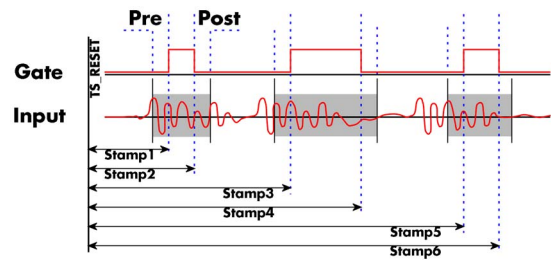 Pre
Post
TS_RESET
Gate
Input
Stamp1
Stamp2
Stamp3
Stamp4
Stamp5
Stamp6